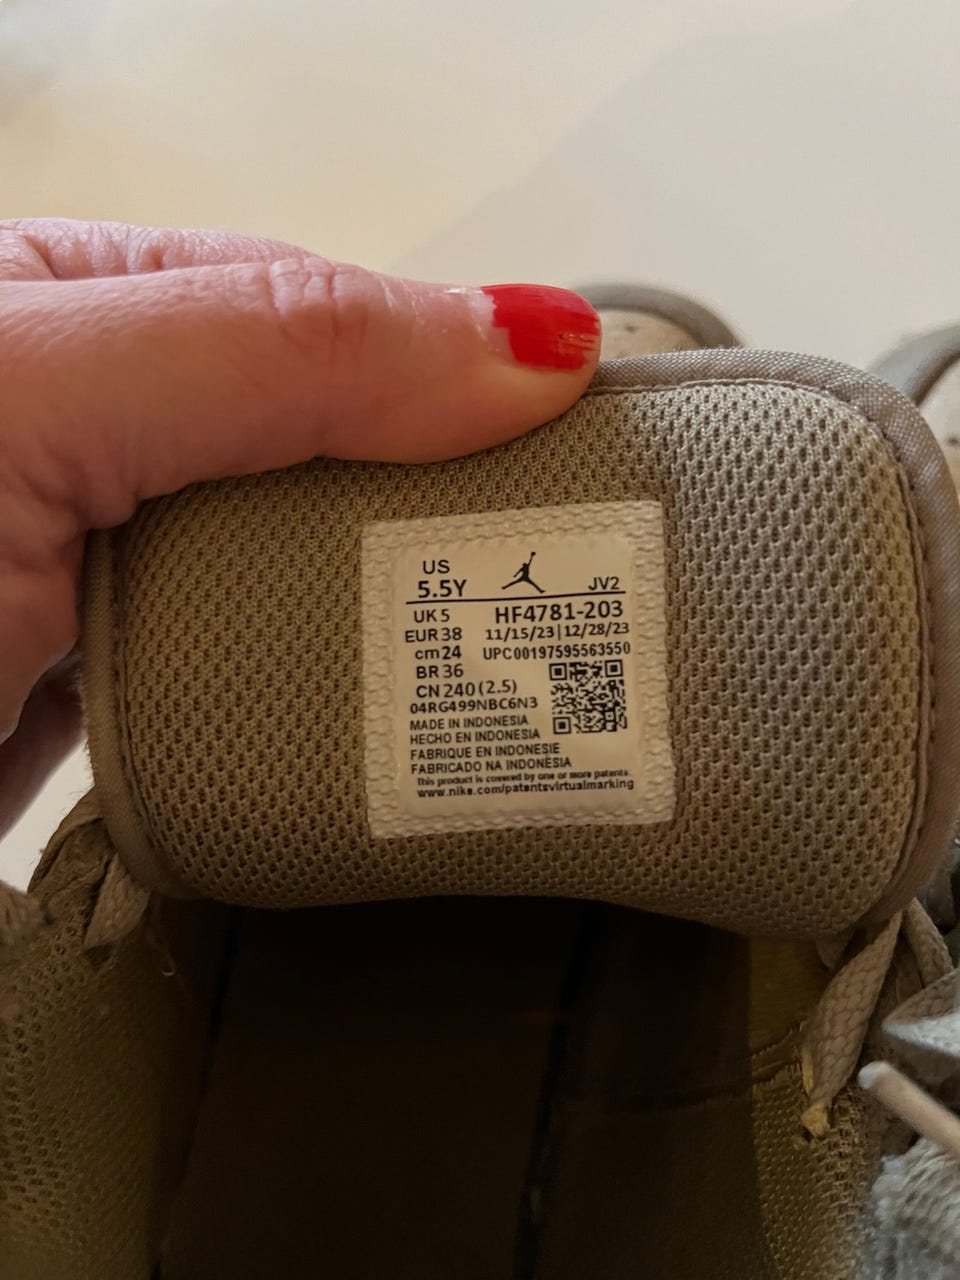 US
5.5Y
JV2
UK 5
HF4781-203
EUR 38
11/15/23|12/28/23
cm 24
UPC 00197595563550
BR 36
CN 240 (2.5)
04RG499NBC6N3
MADE IN INDONESIA
HECHO EN INDONESIA
FABRIQUE EN INDONESIE
FABRICADO NA INDONÉSIA
This product is covered by one or more patents.
www.nike.com/patentsvirtualmarking